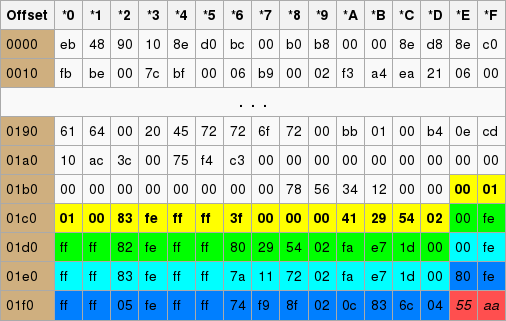 Offset *0 *1 *2 *3 *4 *5 *6 *7 *8 *9 *A *B *C *D *E *F
0000 eb 48 90 10 8e d0 bc 00 b0 b8 00 00 8e d8 8e c0
0010 fb be 00 7c bf 00 06 b9 00 02 f3 a4 ea 21 06 00
. . .
0190 61 64 00 20 45 72 72 6f 72 00 bb 01 00 b4 0e cd
01a0 10 ac 3c 00 75 f4 c3 00 00 00 00 00 00 00 00 00
01b0 00 00 00 00 00 00 00 78 56 34 12 00 00 00 00 01
01c0 01 00 83 fe ff ff 3f 00 00 00 41 29 54 02 00 fe
01d0 ff ff 82 fe ff ff 80 29 54 02 fa e7 1d 00 00 fe
01e0 ff ff 83 fe ff ff 7a 11 72 02 fa e7 1d 00 80 fe
01f0 ff ff 05 fe ff ff 74 f9 8f 02 0c 83 6c 04 55 aa